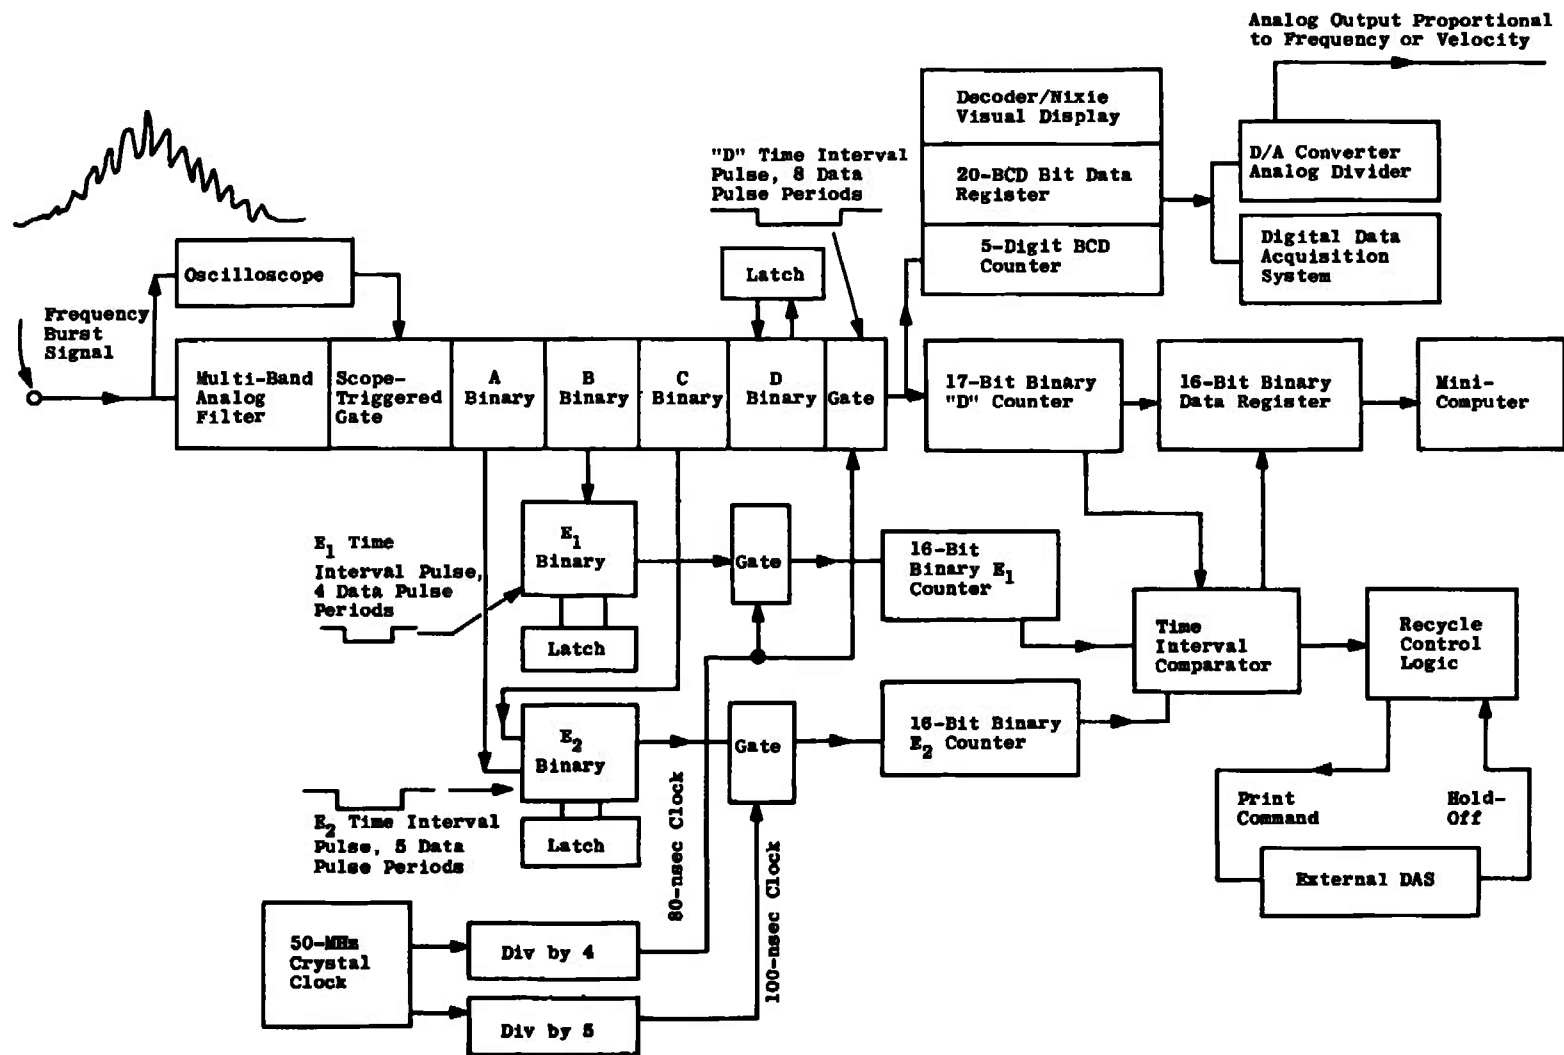 Analog Output Proportional
to Frequency or Velocity
Decoder/Nixie
Visual Display
20-BCD Bit Data
Register
5-Digit BCD
Counter
D/A Converter
Analog Divider
Digital Data
Acquisition
System
"D" Time Interval
Pulse, 8 Data
Pulse Periods
Latch
Oscilloscope
Frequency
Burst
Signal
Multi-Band
Analog
Filter
Scope-
Triggered
Gate
A
Binary
B
Binary
C
Binary
D
Binary
Gate
17-Bit Binary
"D" Counter
16-Bit Binary
Data Register
Mini-
Computer
E1 Time
Interval Pulse,
4 Data Pulse
Periods
E1
Binary
Latch
Gate
16-Bit
Binary E1
Counter
Time
Interval
Comparator
Recycle
Control
Logic
E2
Binary
Latch
Gate
16-Bit Binary
E2 Counter
E2 Time Interval
Pulse, 5 Data
Pulse Periods
80-nsec Clock
100-nsec Clock
Print
Command
Hold-
Off
External DAS
50-MHz
Crystal
Clock
Div by 4
Div by 5